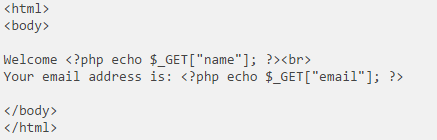 <html>
<body>
Welcome <?php echo $_GET["name"]; ?><br>
Your email address is: <?php echo $_GET["email"]; ?>
</body>
</html>